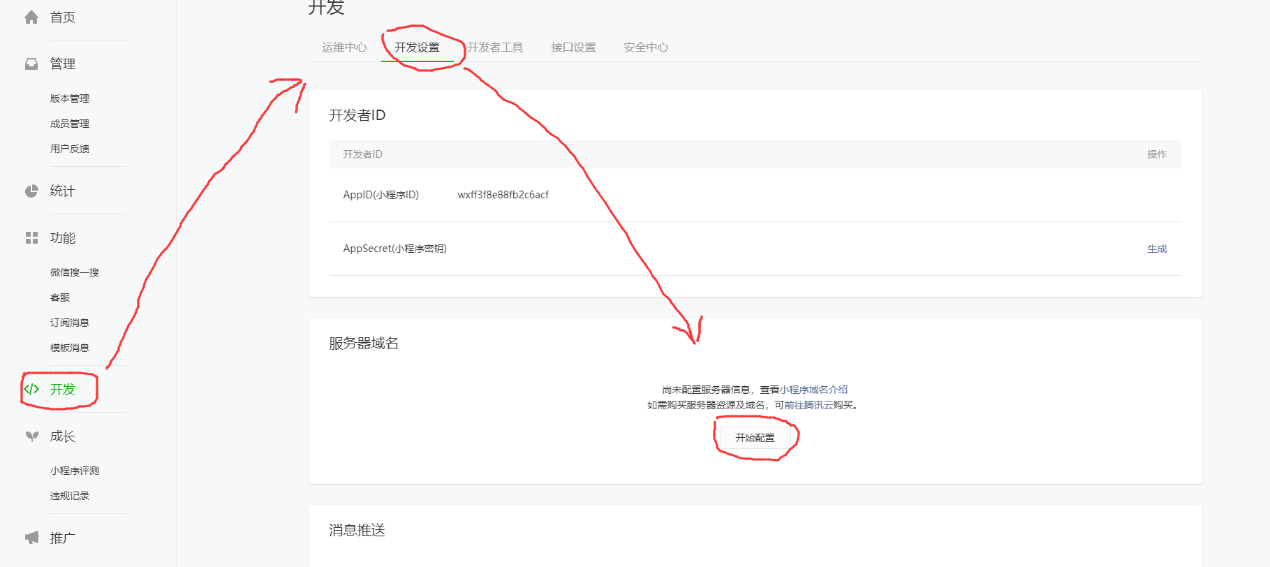 首页
管理
版本管理
成员管理
用户反馈
统计
功能
微信搜一搜
客服
订阅消息
模板消息
</> 开发
成长
小程序评测
违规记录
推广
开发
运维中心 开发设置 开发者工具 接口设置 安全中心
开发者ID
开发者ID 操作
AppID(小程序ID) wxff3f8e88fb2c6acf
AppSecret(小程序密钥) 生成
服务器域名
尚未配置服务器信息，查看小程序域名介绍
如需购买服务器资源及域名，可前往腾讯云购买。
开始配置
消息推送